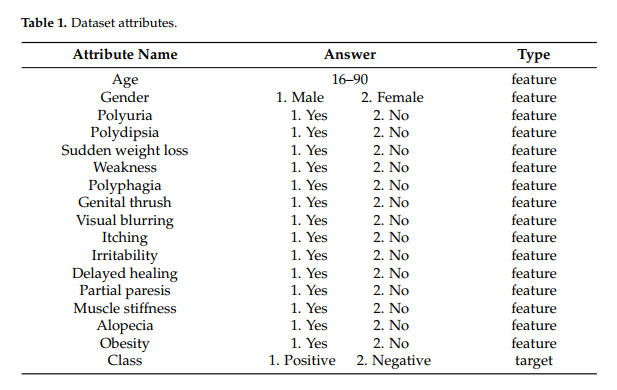 Table 1. Dataset attributes.
Attribute Name Answer Type
Age 16–90 feature
Gender 1. Male 2. Female feature
Polyuria 1. Yes 2. No feature
Polydipsia 1. Yes 2. No feature
Sudden weight loss 1. Yes 2. No feature
Weakness 1. Yes 2. No feature
Polyphagia 1. Yes 2. No feature
Genital thrush 1. Yes 2. No feature
Visual blurring 1. Yes 2. No feature
Itching 1. Yes 2. No feature
Irritability 1. Yes 2. No feature
Delayed healing 1. Yes 2. No feature
Partial paresis 1. Yes 2. No feature
Muscle stiffness 1. Yes 2. No feature
Alopecia 1. Yes 2. No feature
Obesity 1. Yes 2. No feature
Class 1. Positive 2. Negative target